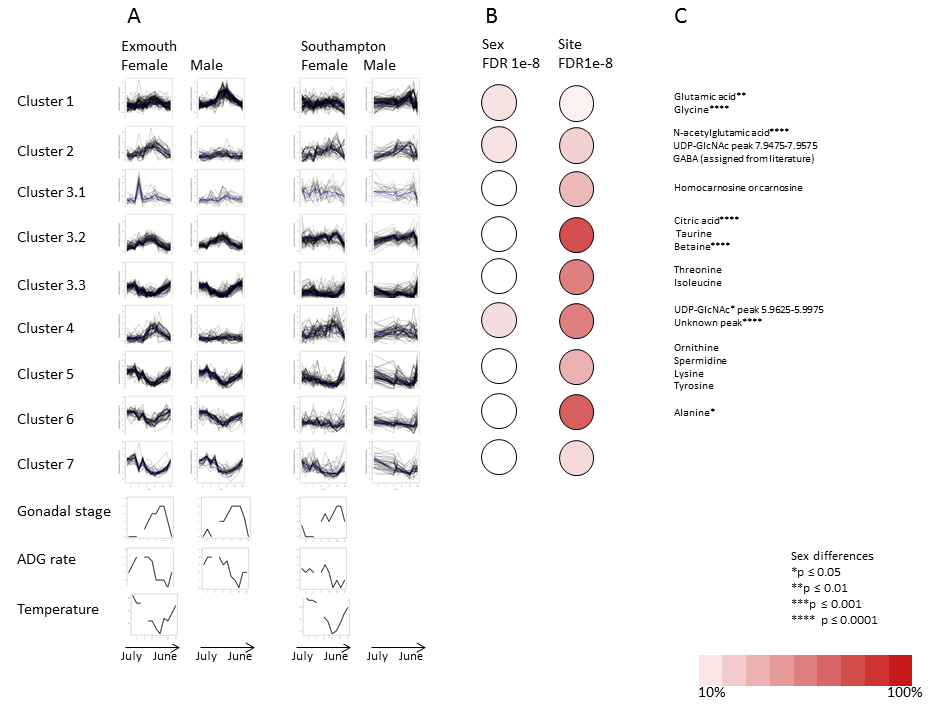 A
B
C
Exmouth
Female Male
Southampton
Female Male
Sex
FDR 1e-8
Site
FDR1e-8
Cluster 1
Glutamic acid**
Glycine****
Cluster 2
N-acetylglutamic acid****
UDP-GlcNAc peak 7.9475-7.9575
GABA (assigned from literature)
Cluster 3.1
Homocarnosine or carnosine
Cluster 3.2
Citric acid****
Taurine
Betaine****
Cluster 3.3
Threonine
Isoleucine
Cluster 4
UDP-GlcNAc* peak 5.9625-5.9975
Unknown peak****
Cluster 5
Ornithine
Spermidine
Lysine
Tyrosine
Cluster 6
Alanine*
Cluster 7
Gonadal stage
ADG rate
Temperature
July June
July June
July June
July June
Sex differences
*p ≤ 0.05
**p ≤ 0.01
***p ≤ 0.001
**** p ≤ 0.0001
10% 100%